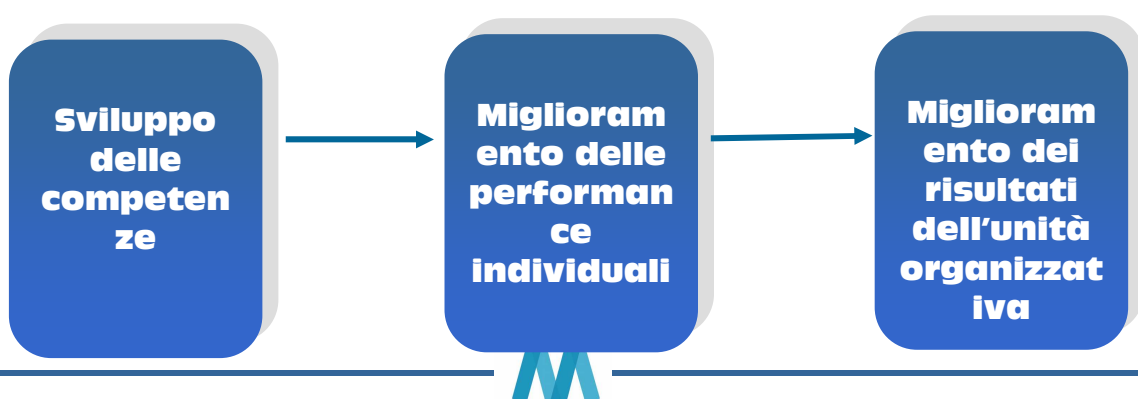 Sviluppo
delle
competen
ze
Miglioram
ento delle
performan
ce
individuali
Miglioram
ento dei
risultati
dell’unità
organizzat
iva